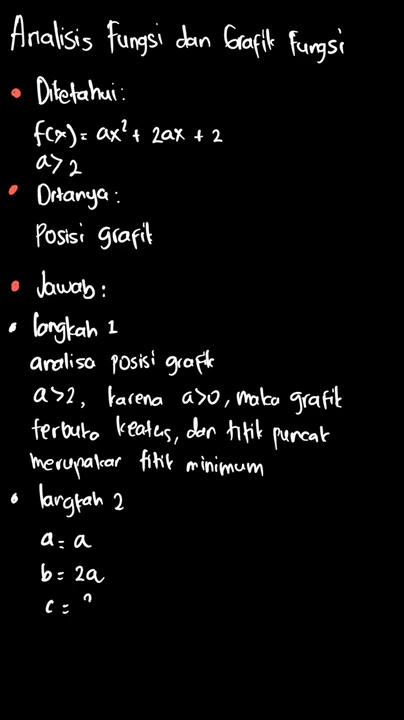 Analisis Fungsi dan Grafik Fungsi
Diketahui:
f(x) = ax² + 2ax + 2
a > 2
Ditanya:
Posisi grafik
Jawab:
langkah 1
analisa posisi grafik
a > 2, karena a > 0, maka grafik
terbuka keatas, dan titik puncak
merupakan titik minimum
langkah 2
a = a
b = 2a
c =